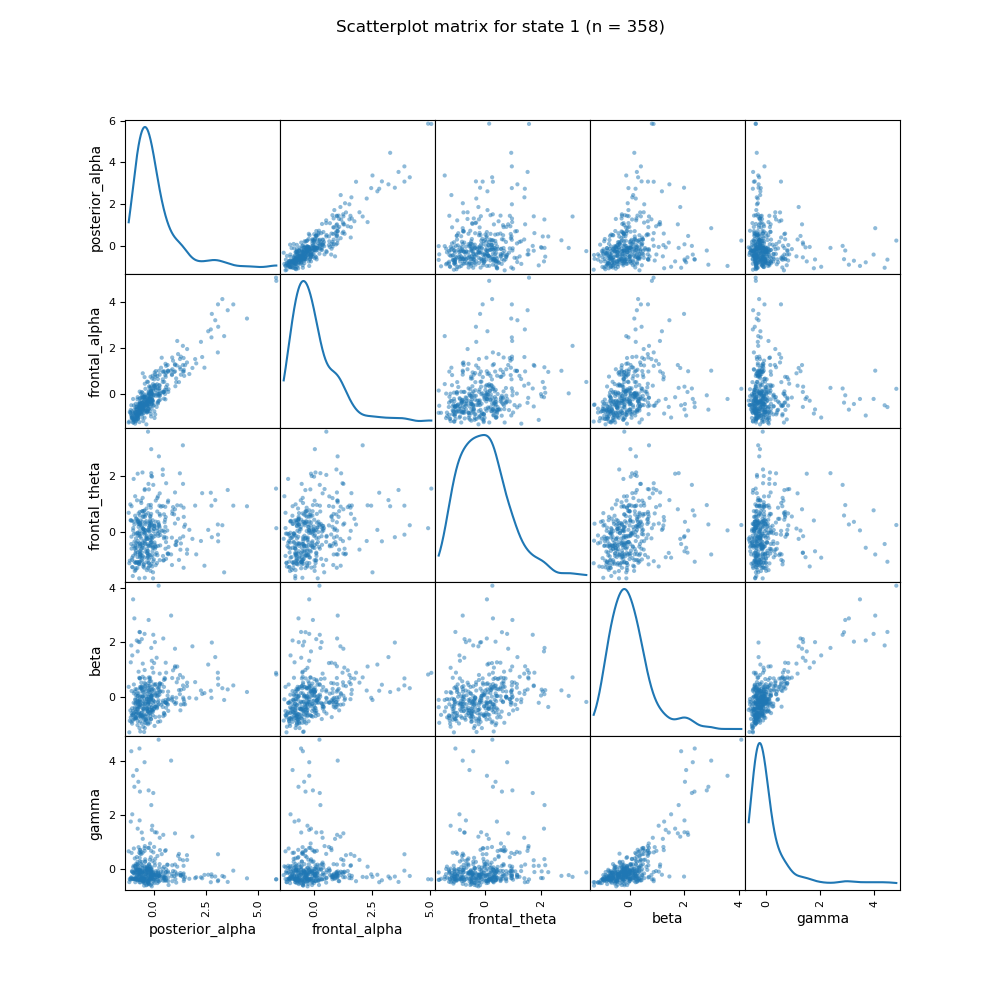 Scatterplot matrix for state 1 (n = 358)
posterior_alpha
6
4
2
0
frontal_alpha
4
2
0
frontal_theta
2
0
beta
4
2
0
gamma
4
2
0
0.0 2.5 5.0 0.0 2.5 5.0 0 2 0 2 4 0 2 4
posterior_alpha frontal_alpha frontal_theta beta gamma